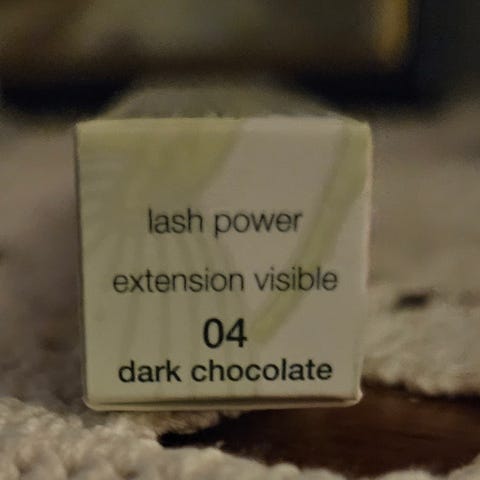 lash power
extension visible
04
dark chocolate